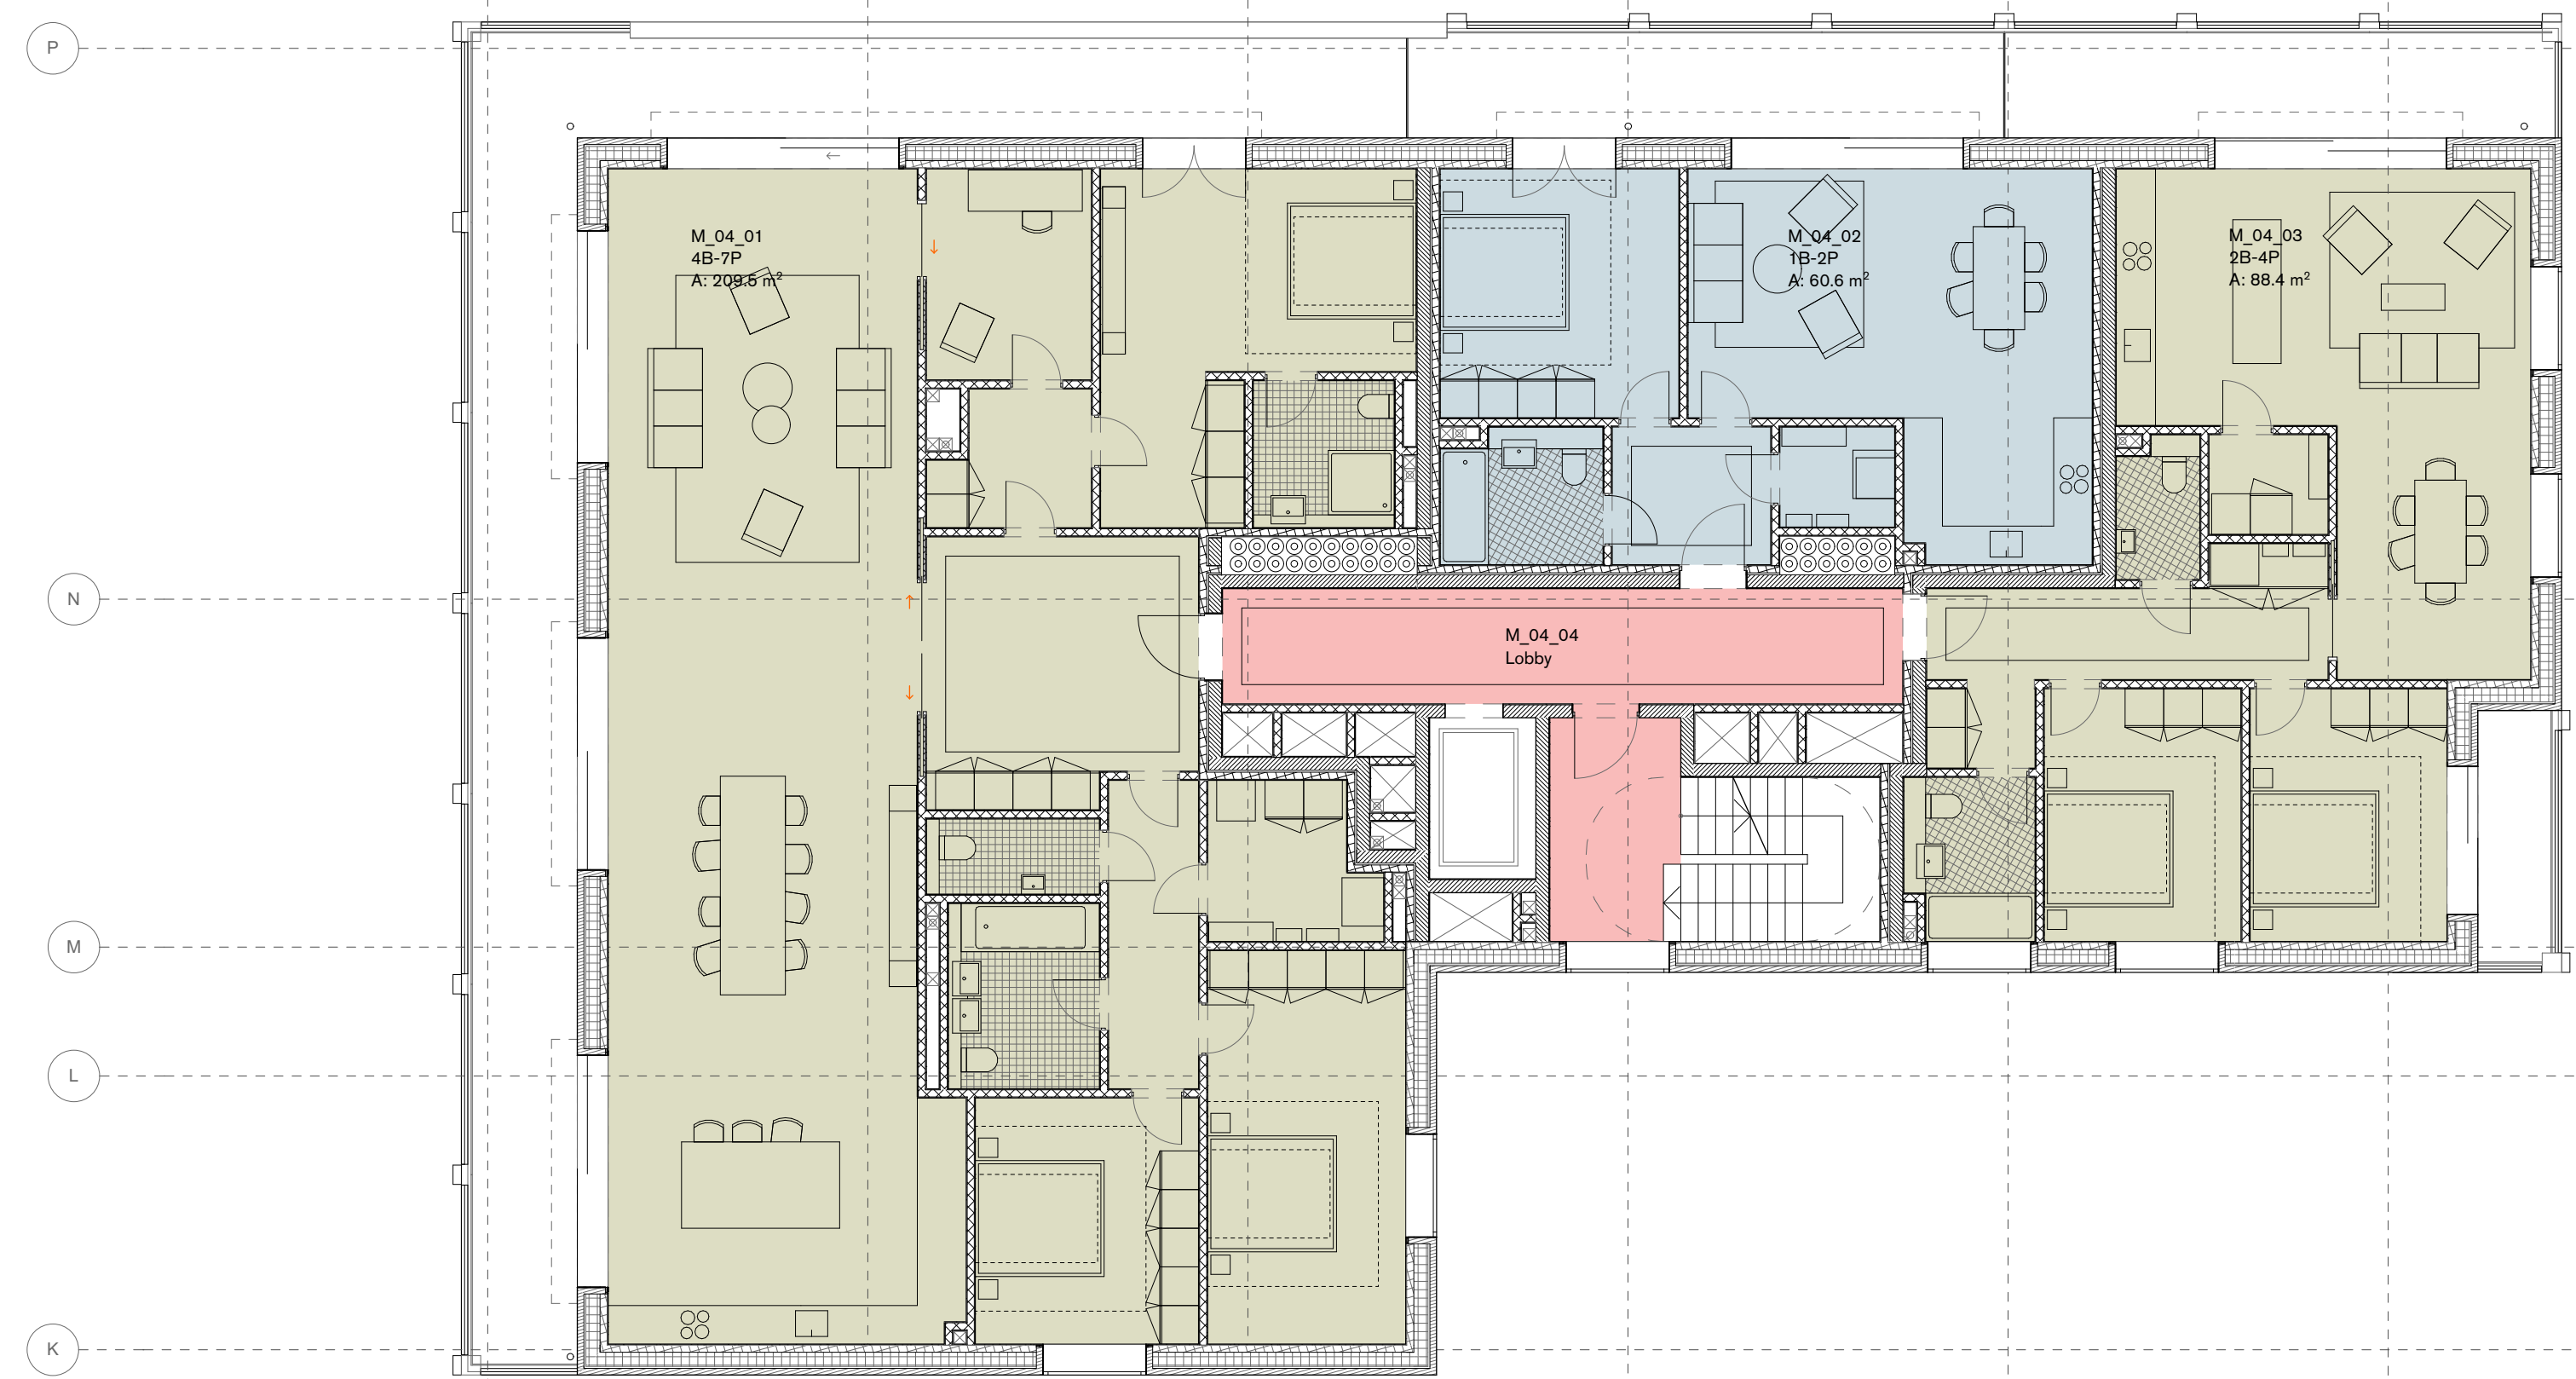 P
M_04_01
4B-7P
A: 209.5 m²
M_04_02
1B-2P
A: 60.6 m²
M_04_03
2B-4P
A: 88.4 m²
N
M_04_04
Lobby
M
L
K